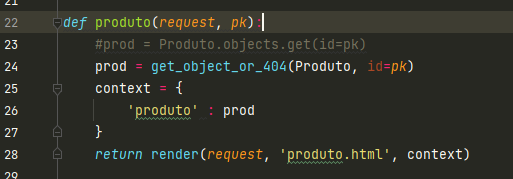 22 def produto(request, pk):
23 #prod = Produto.objects.get(id=pk)
24 prod = get_object_or_404(Produto, id=pk)
25 context = {
26 'produto' : prod
27 }
28 return render(request, 'produto.html', context)